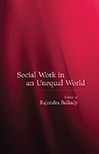 Social Work in
an Unequal World
Edited by
Rajendra Baikady